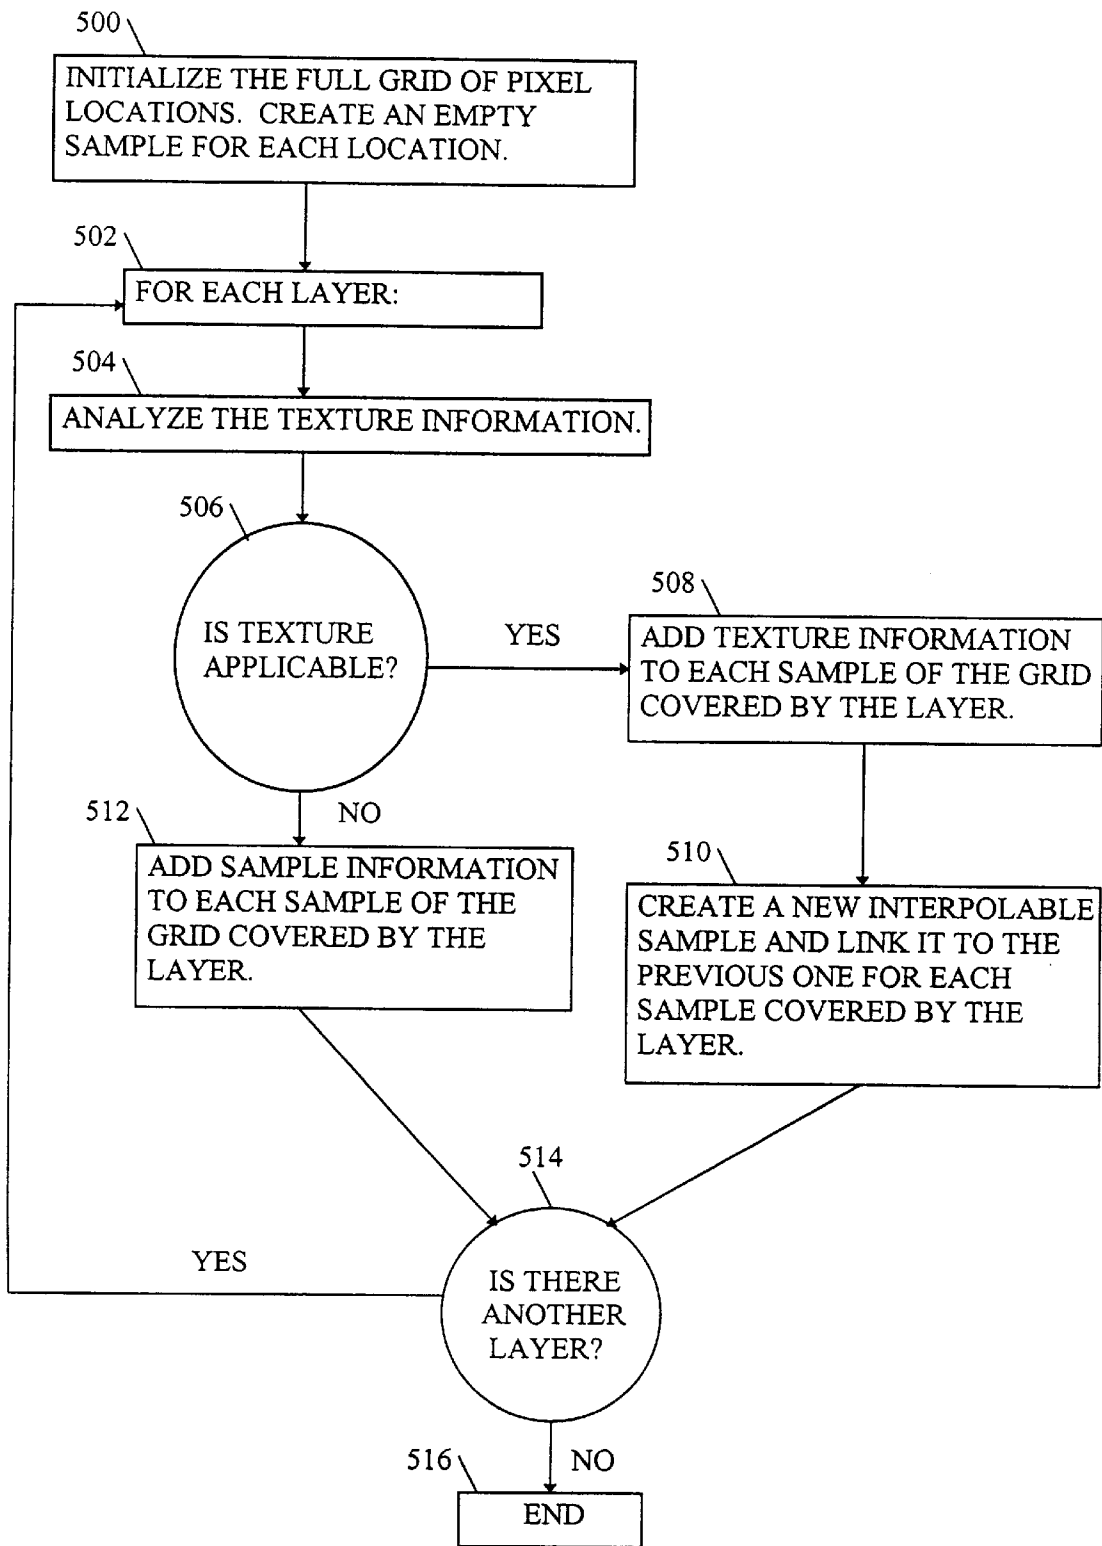 500
INITIALIZE THE FULL GRID OF PIXEL
LOCATIONS. CREATE AN EMPTY
SAMPLE FOR EACH LOCATION.
502
FOR EACH LAYER:
504
ANALYZE THE TEXTURE INFORMATION.
506
IS TEXTURE
APPLICABLE?
YES
508
ADD TEXTURE INFORMATION
TO EACH SAMPLE OF THE GRID
COVERED BY THE LAYER.
NO
512
ADD SAMPLE INFORMATION
TO EACH SAMPLE OF THE
GRID COVERED BY THE
LAYER.
510
CREATE A NEW INTERPOLABLE
SAMPLE AND LINK IT TO THE
PREVIOUS ONE FOR EACH
SAMPLE COVERED BY THE
LAYER.
514
IS THERE
ANOTHER
LAYER?
YES
NO
516
END